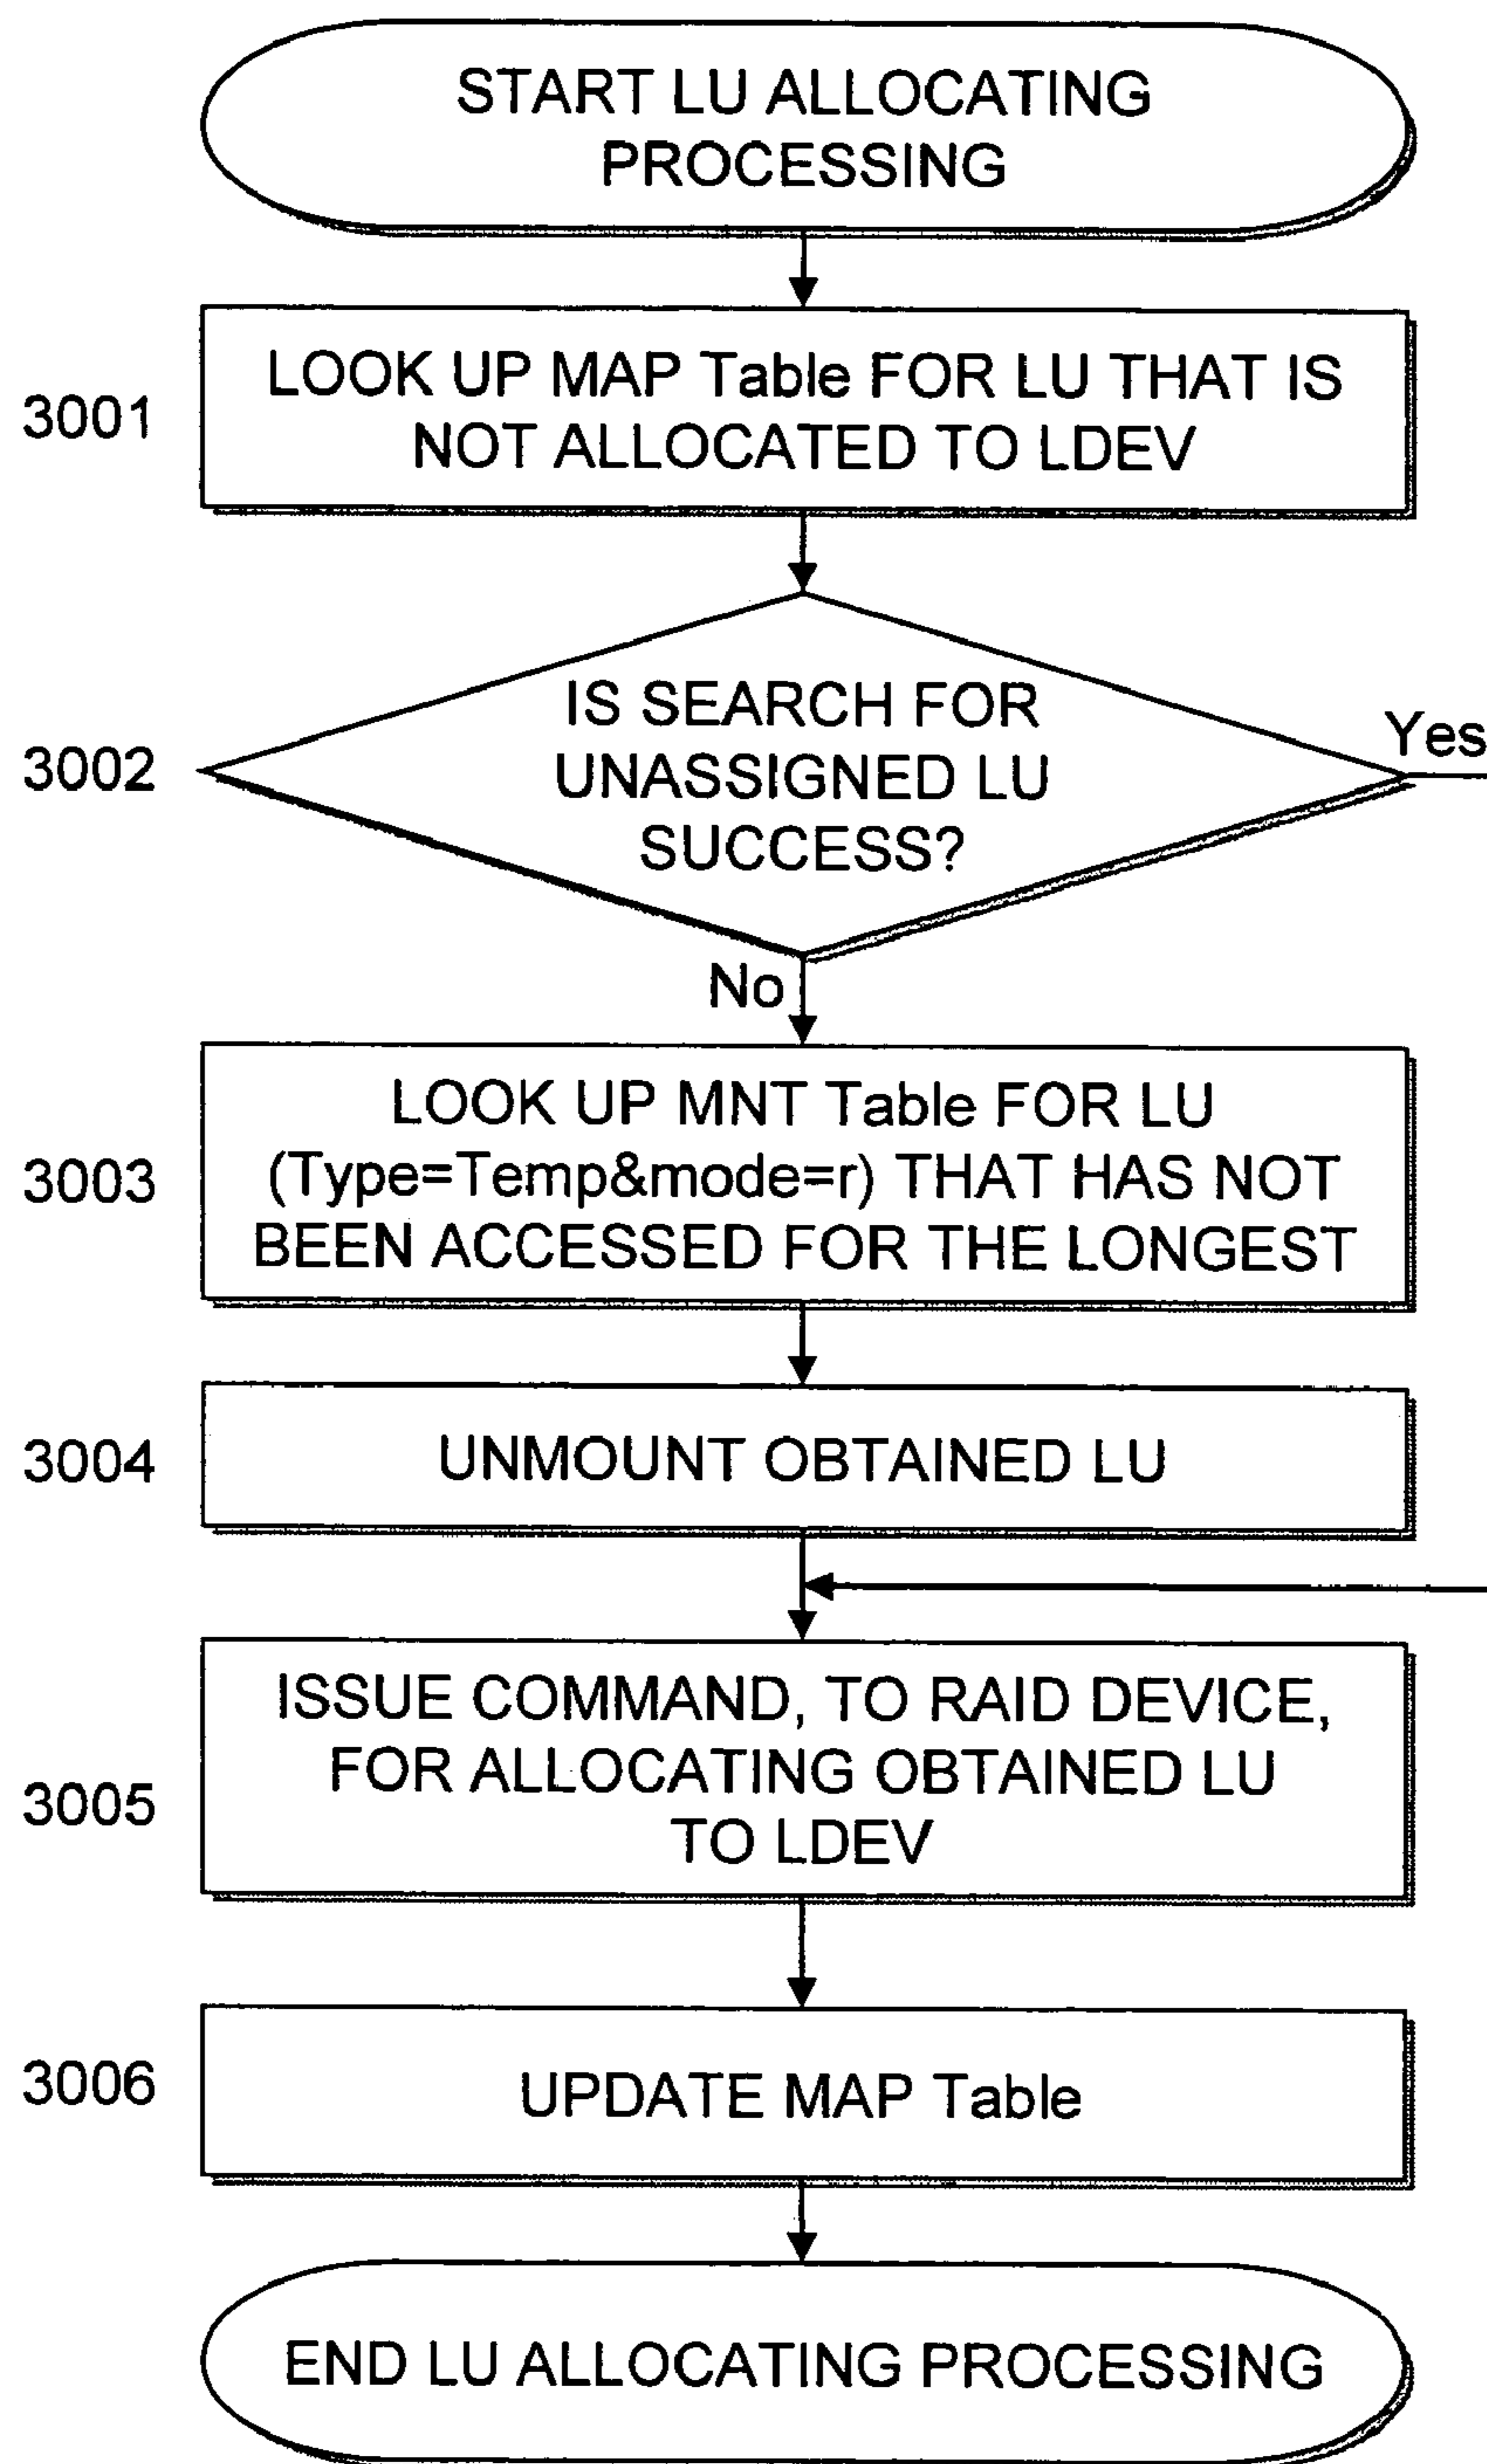 START LU ALLOCATING
PROCESSING
3001
LOOK UP MAP Table FOR LU THAT IS
NOT ALLOCATED TO LDEV
3002
IS SEARCH FOR
UNASSIGNED LU
SUCCESS?
Yes
No
3003
LOOK UP MNT Table FOR LU
(Type=Temp&mode=r) THAT HAS NOT
BEEN ACCESSED FOR THE LONGEST
3004
UNMOUNT OBTAINED LU
3005
ISSUE COMMAND, TO RAID DEVICE,
FOR ALLOCATING OBTAINED LU
TO LDEV
3006
UPDATE MAP Table
END LU ALLOCATING PROCESSING